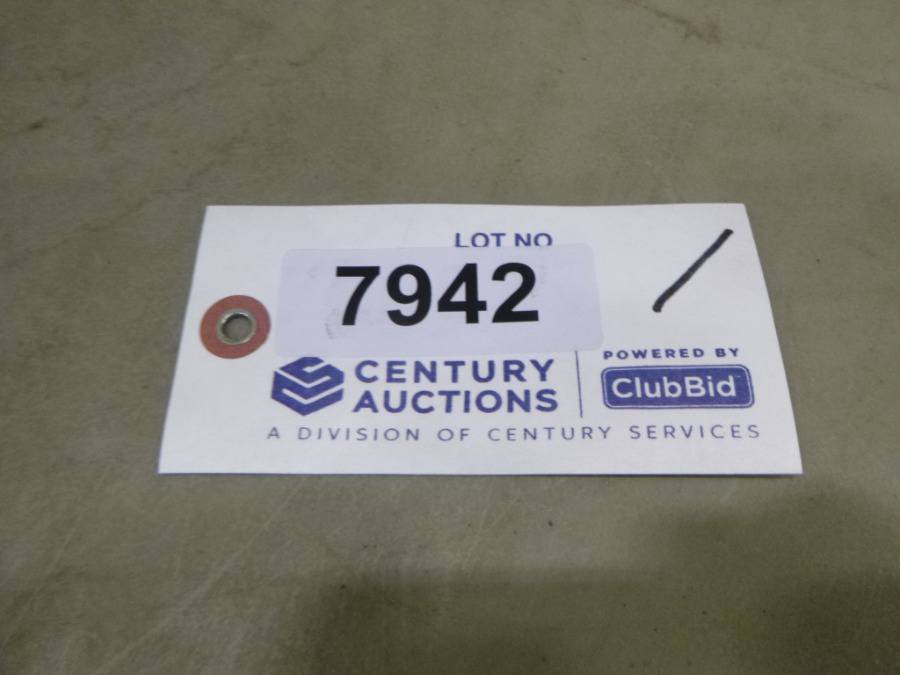 LOT NO
7942
CENTURY
AUCTIONS
POWERED BY
ClubBid
A DIVISION OF CENTURY SERVICES